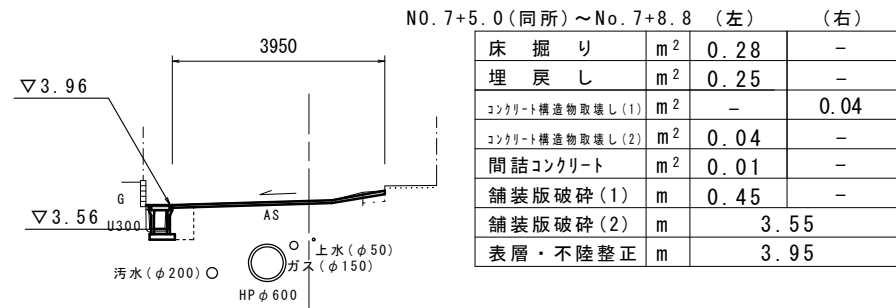 NO.7+5.0(同所)～No.7+8.8 (左) (右)
3950
▽3.96
G
▽3.56
U300
AS
上水(φ50)
ガス(φ150)
汚水(φ200)
HPφ600
床掘り m² 0.28 −
埋戻し m² 0.25 −
コンクリート構造物取壊し(1) m² − 0.04
コンクリート構造物取壊し(2) m² 0.04 −
間詰コンクリート m² 0.01 −
舗装版破砕(1) m 0.45 −
舗装版破砕(2) m 3.55
表層・不陸整正 m 3.95